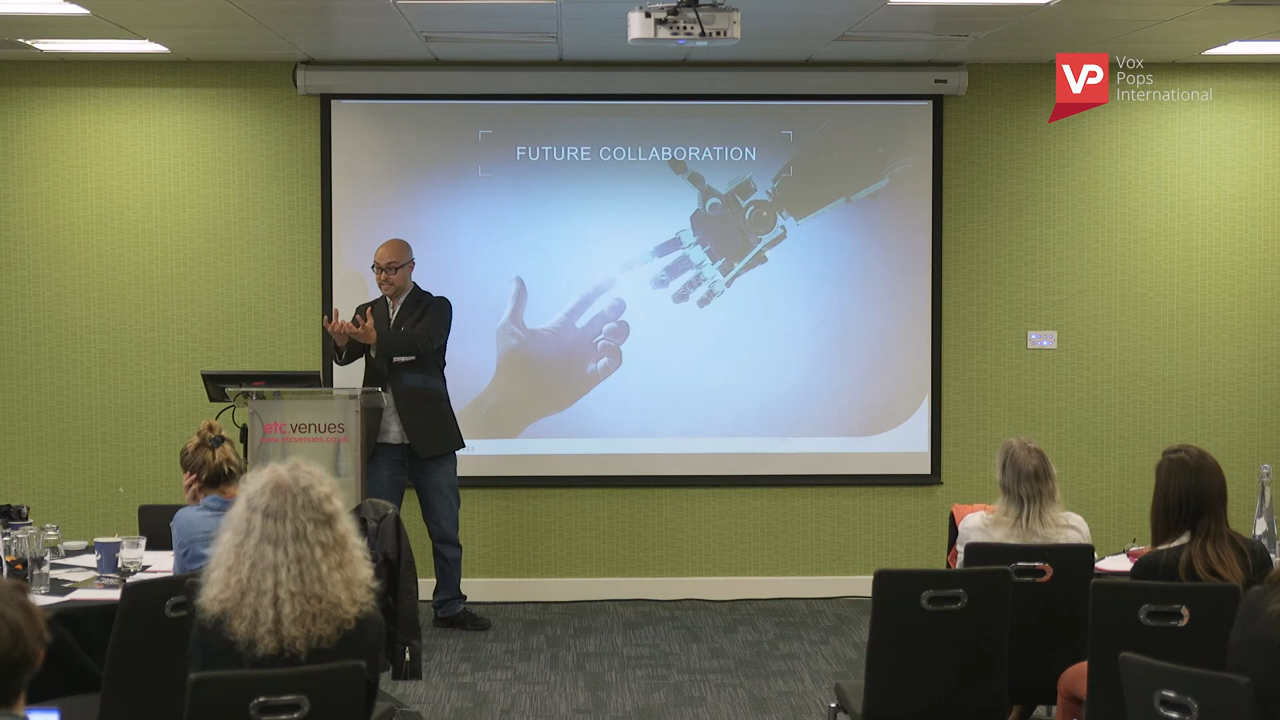 VP
Vox
Pops
International
FUTURE COLLABORATION
etc.venues
www.etcvenues.co.uk